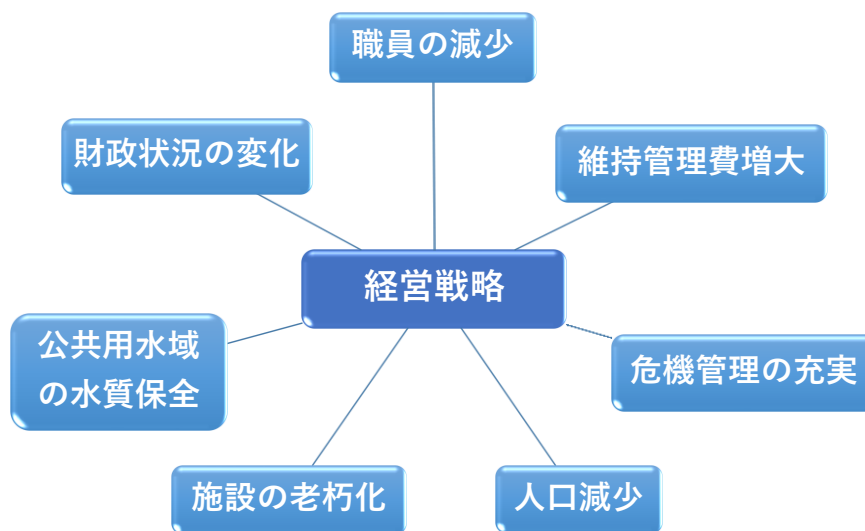 職員の減少
財政状況の変化
維持管理費増大
経営戦略
公共用水域
の水質保全
危機管理の充実
施設の老朽化
人口減少